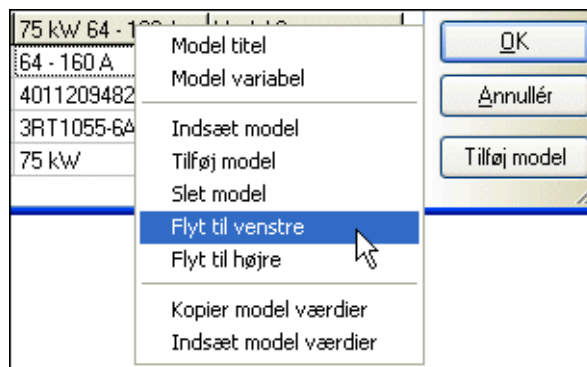 75 kW 64 - 1
64 - 160 A
4011209482
3RT1055-6A
75 kW
Model titel
Model variabel
Indsæt model
Tilføj model
Slet model
Flyt til venstre
Flyt til højre
Kopier model værdier
Indsæt model værdier
OK
Annullér
Tilføj model